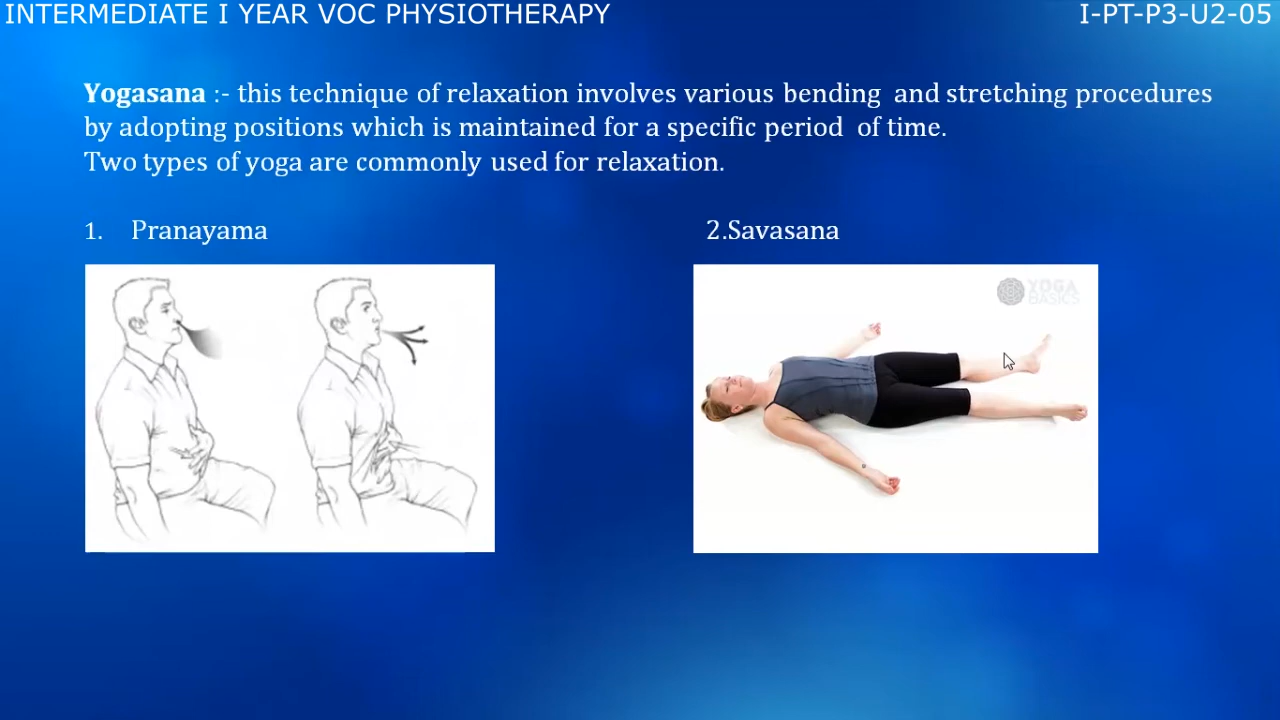 INTERMEDIATE I YEAR VOC PHYSIOTHERAPY
I-PT-P3-U2-05
Yogasana :- this technique of relaxation involves various bending and stretching procedures
by adopting positions which is maintained for a specific period of time.
Two types of yoga are commonly used for relaxation.
1. Pranayama
2.Savasana
YOGA
BASICS